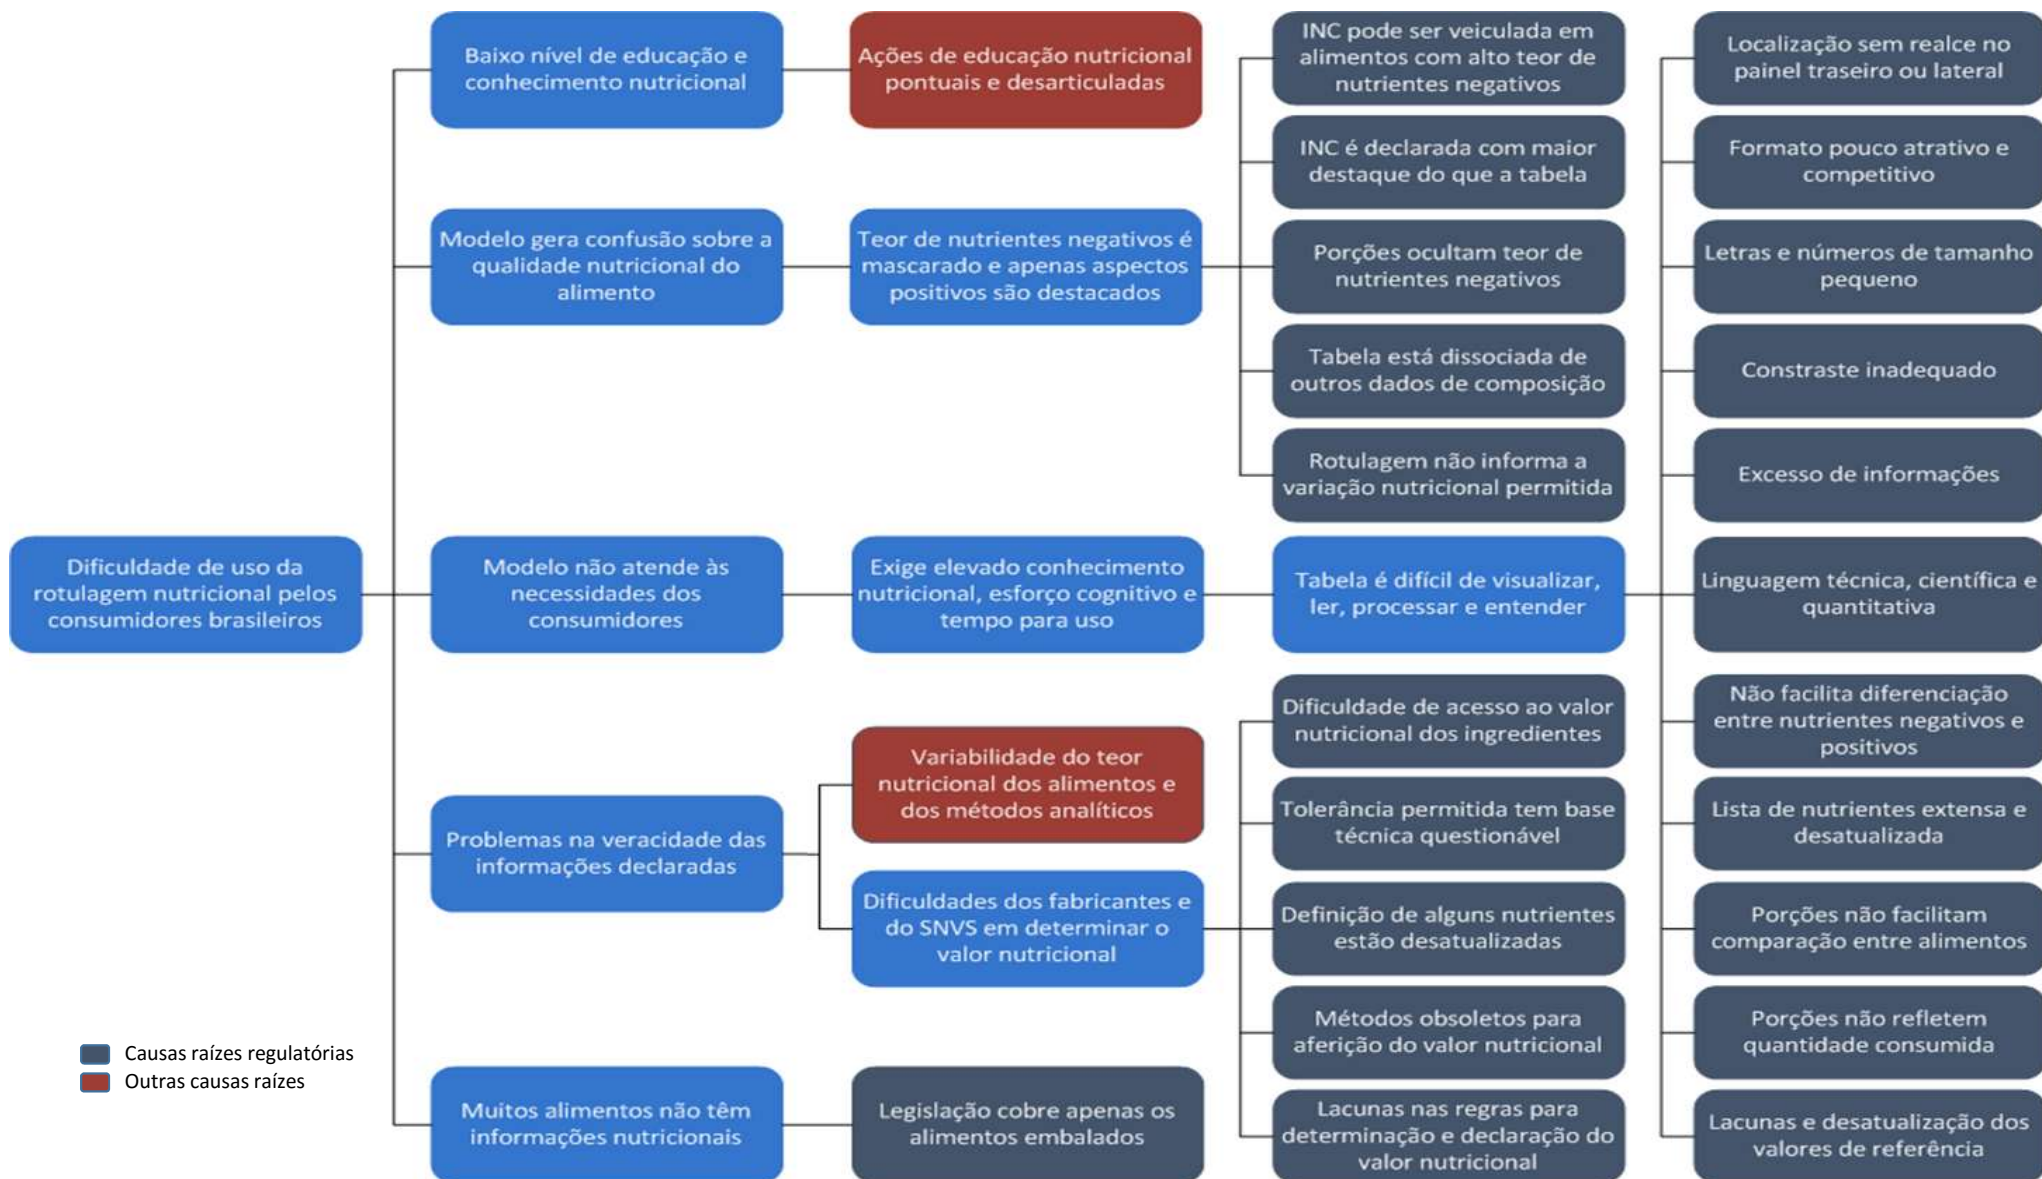 Dificuldade de uso da
rotulagem nutricional pelos
consumidores brasileiros
Baixo nível de educação e
conhecimento nutricional
Modelo gera confusão sobre a
qualidade nutricional do
alimento
Modelo não atende às
necessidades dos
consumidores
Problemas na veracidade das
informações declaradas
Muitos alimentos não têm
informações nutricionais
Ações de educação nutricional
pontuais e desarticuladas
Teor de nutrientes negativos é
mascarado e apenas aspectos
positivos são destacados
Exige elevado conhecimento
nutricional, esforço cognitivo e
tempo para uso
Variabilidade do teor
nutricional dos alimentos e
dos métodos analíticos
Dificuldades dos fabricantes e
do SNVS em determinar o
valor nutricional
Legislação cobre apenas os
alimentos embalados
INC pode ser veiculada em
alimentos com alto teor de
nutrientes negativos
INC é declarada com maior
destaque do que a tabela
Porções ocultam teor de
nutrientes negativos
Tabela está dissociada de
outros dados de composição
Rotulagem não informa a
variação nutricional permitida
Tabela é difícil de visualizar,
ler, processar e entender
Dificuldade de acesso ao valor
nutricional dos ingredientes
Tolerância permitida tem base
técnica questionável
Definição de alguns nutrientes
estão desatualizadas
Métodos obsoletos para
aferição do valor nutricional
Lacunas nas regras para
determinação e declaração do
valor nutricional
Localização sem realce no
painel traseiro ou lateral
Formato pouco atrativo e
competitivo
Letras e números de tamanho
pequeno
Constraste inadequado
Excesso de informações
Linguagem técnica, científica e
quantitativa
Não facilita diferenciação
entre nutrientes negativos e
positivos
Lista de nutrientes extensa e
desatualizada
Porções não facilitam
comparação entre alimentos
Porções não refletem
quantidade consumida
Lacunas e desatualização dos
valores de referência
Causas raízes regulatórias
Outras causas raízes